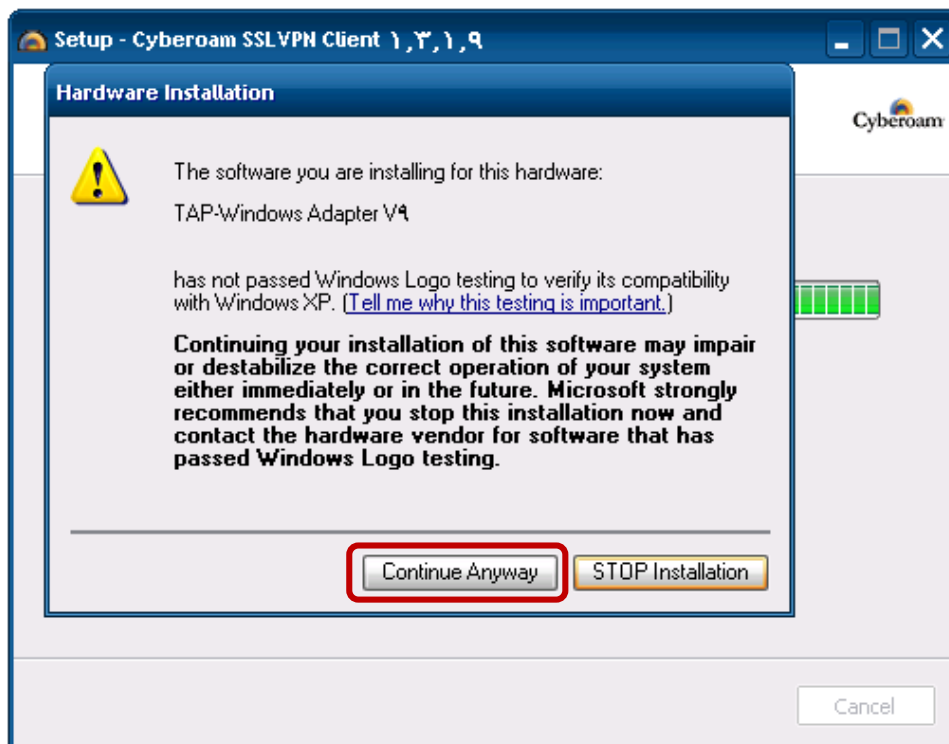 Setup - Cyberoam SSLVPN Client ۱,۳,۱,۹
Hardware Installation
Cyberoam
The software you are installing for this hardware:
TAP-Windows Adapter V۹
has not passed Windows Logo testing to verify its compatibility
with Windows XP. (Tell me why this testing is important.)
Continuing your installation of this software may impair
or destabilize the correct operation of your system
either immediately or in the future. Microsoft strongly
recommends that you stop this installation now and
contact the hardware vendor for software that has
passed Windows Logo testing.
Continue Anyway
STOP Installation
Cancel